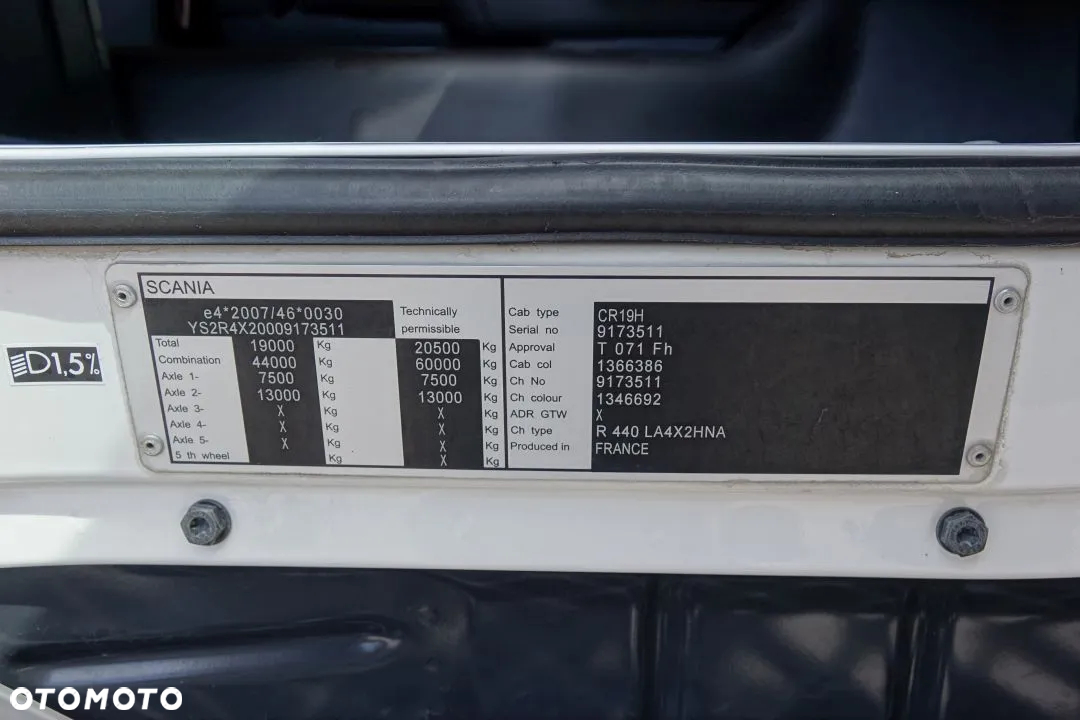 SCANIA
e4*2007/46*0030
YS2R4X20009173511
Technically
permissible
Total 19000 Kg 20500 Kg
Combination 44000 Kg 60000 Kg
Axle 1- 7500 Kg 7500 Kg
Axle 2- 13000 Kg 13000 Kg
Axle 3- X Kg X Kg
Axle 4- X Kg X Kg
Axle 5- X Kg X Kg
5 th wheel Kg X Kg
Cab type CR19H
Serial no 9173511
Approval T 071 Fh
Cab col 1366386
Ch No 9173511
Ch colour 1346692
ADR GTW X
Ch type R 440 LA4X2HNA
Produced in FRANCE
D1,5%
OTOMOTO